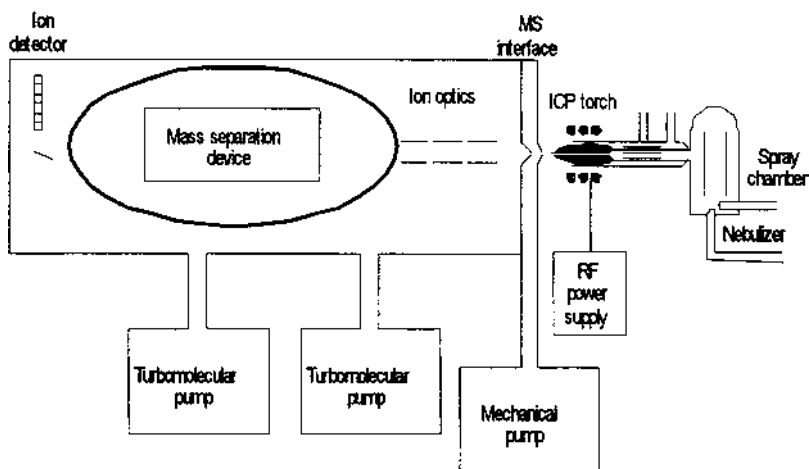 Ion
detector
MS
interface
Ion optics
ICP torch
Mass separation
device
Spray
chamber
Nebulizer
RF
power
supply
Turbomolecular
pump
Turbomolecular
pump
Mechanical
pump